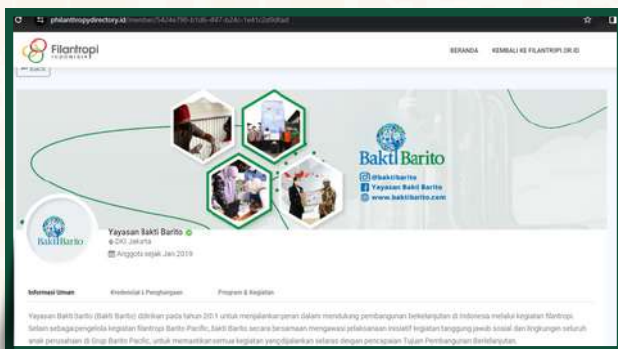 philanthropydirectory.id
Filantropi
INDONESIA
BERANDA
KEMBALI KE FILANTROPI.OR.ID
Bakti Barito
@baktibarito
Yayasan Bakti Barito
www.baktibarito.com
Bakti Barito
Yayasan Bakti Barito
DKI Jakarta
Anggota sejak Jan 2019
Informasi Umum
Kredensial & Penghargaan
Program & Kegiatan
Yayasan Bakti Barito (Bakti Barito) didirikan pada tahun 2011 untuk menjalankan peran dalam mendukung pembangunan berkelanjutan di Indonesia melalui kegiatan filantropi.
Selain sebagai pengelola kegiatan filantropi Barito Pacific, Bakti Barito secara bersamaan mengawasi pelaksanaan inisiatif kegiatan tanggung jawab sosial dan lingkungan seluruh
anak perusahaan di Grup Barito Pacific, untuk memastikan semua kegiatan yang dijalankan selaras dengan pencapaian Tujuan Pembangunan Berkelanjutan.